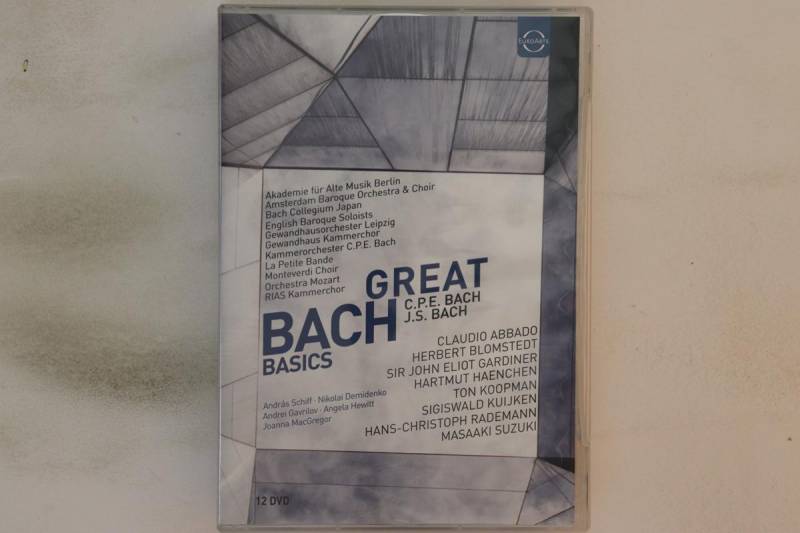 EUROARTS
Akademie für Alte Musik Berlin
Amsterdam Baroque Orchestra & Choir
Bach Collegium Japan
English Baroque Soloists
Gewandhausorchester Leipzig
Gewandhaus Kammerchor
Kammerorchester C.P.E. Bach
La Petite Bande
Monteverdi Choir
Orchestra Mozart
RIAS Kammerchor
GREAT
C.P.E. BACH
J.S. BACH
BACH
BASICS
CLAUDIO ABBADO
HERBERT BLOMSTEDT
SIR JOHN ELIOT GARDINER
HARTMUT HAENCHEN
TON KOOPMAN
SIGISWALD KUIJKEN
HANS-CHRISTOPH RADEMANN
MASAAKI SUZUKI
András Schiff · Nikolai Demidenko
Andrei Gavrilov · Angela Hewitt
Joanna MacGregor
12 DVD